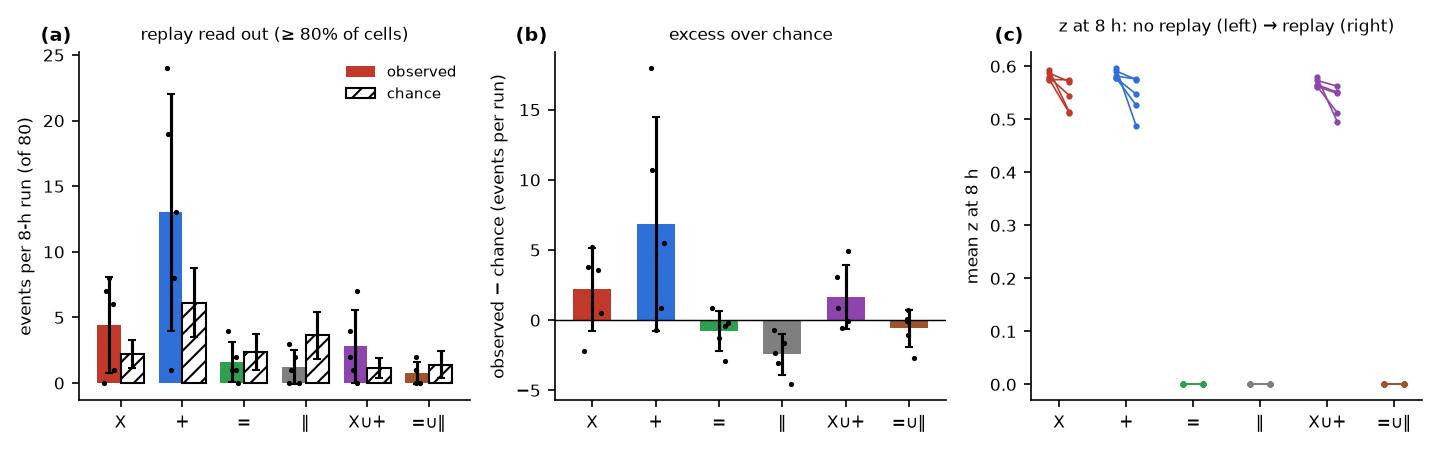 (a)
replay read out (≥ 80% of cells)
observed
chance
events per 8-h run (of 80)
25
20
15
10
5
0
X
+
=
∥
X∪+
=∪∥
(b)
excess over chance
observed − chance (events per run)
15
10
5
0
−5
X
+
=
∥
X∪+
=∪∥
(c)
z at 8 h: no replay (left) → replay (right)
mean z at 8 h
0.6
0.5
0.4
0.3
0.2
0.1
0.0
X
+
=
∥
X∪+
=∪∥